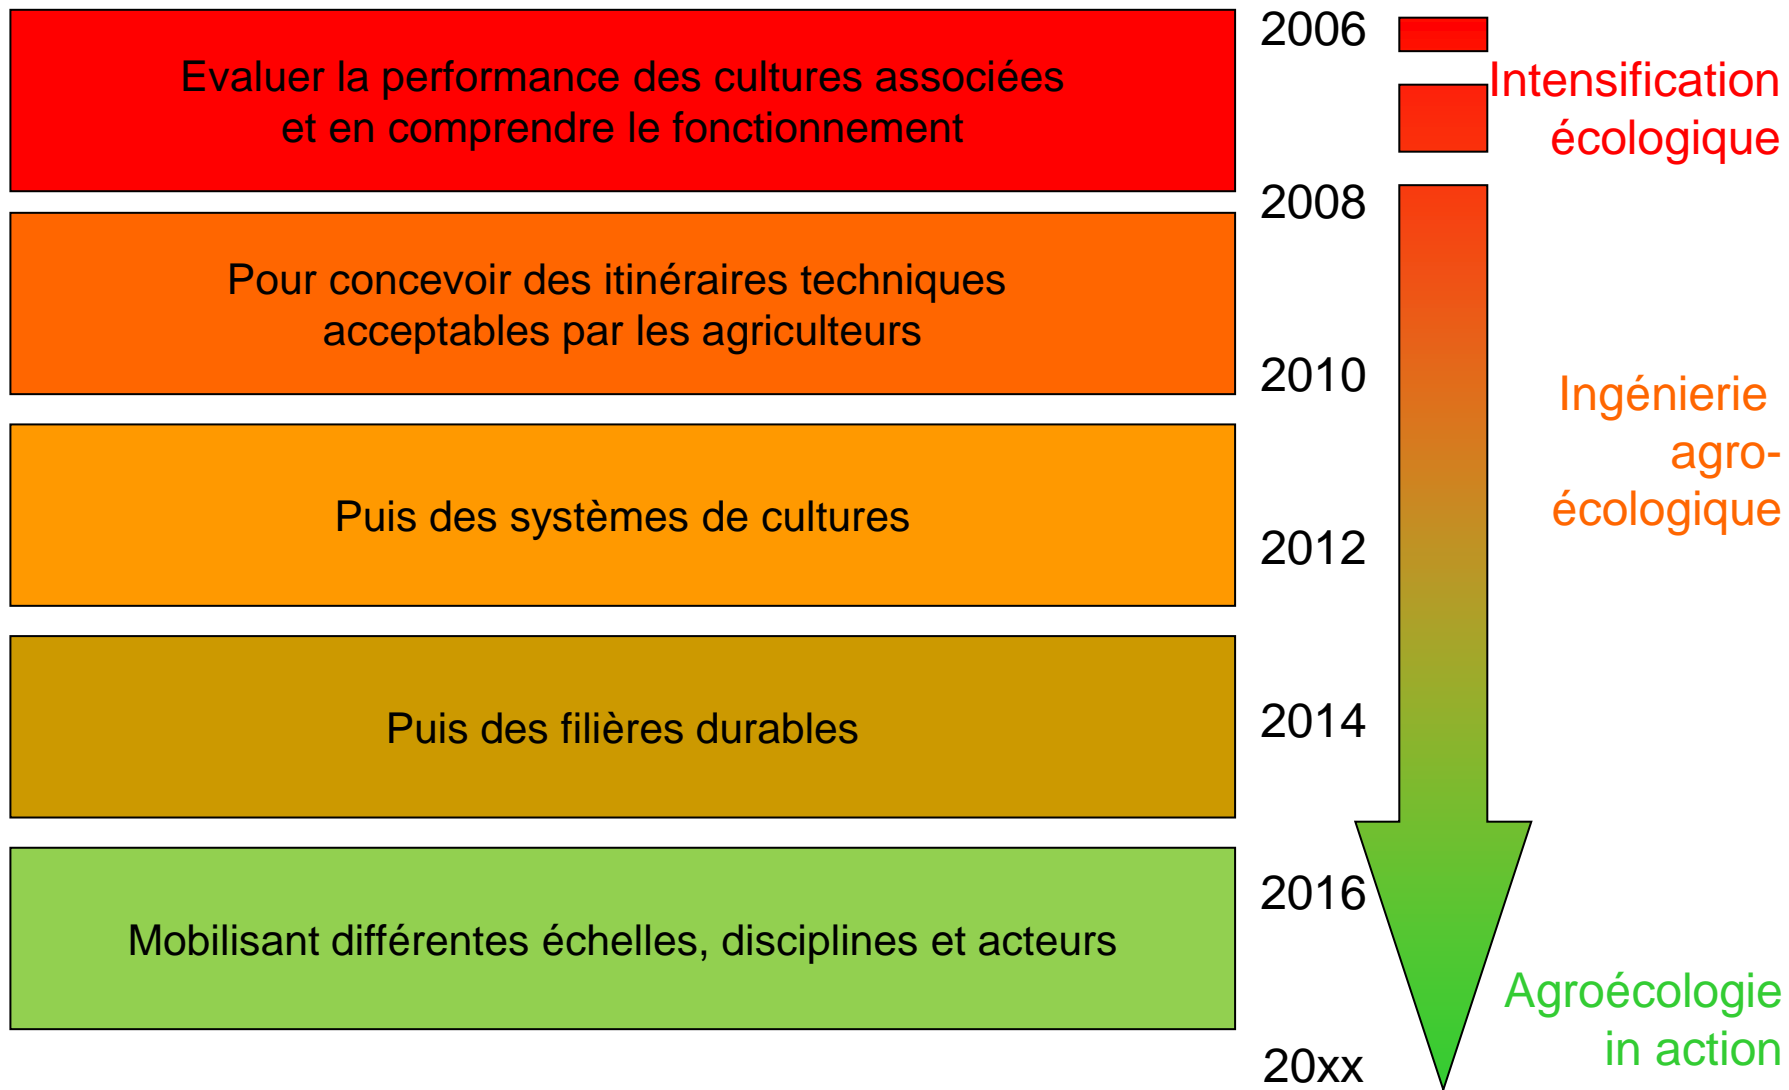 Evaluer la performance des cultures associées
et en comprendre le fonctionnement
Pour concevoir des itinéraires techniques
acceptables par les agriculteurs
Puis des systèmes de cultures
Puis des filières durables
Mobilisant différentes échelles, disciplines et acteurs
2006
2008
2010
2012
2014
2016
20xx
Intensification
écologique
Ingénierie
agro-
écologique
Agroécologie
in action